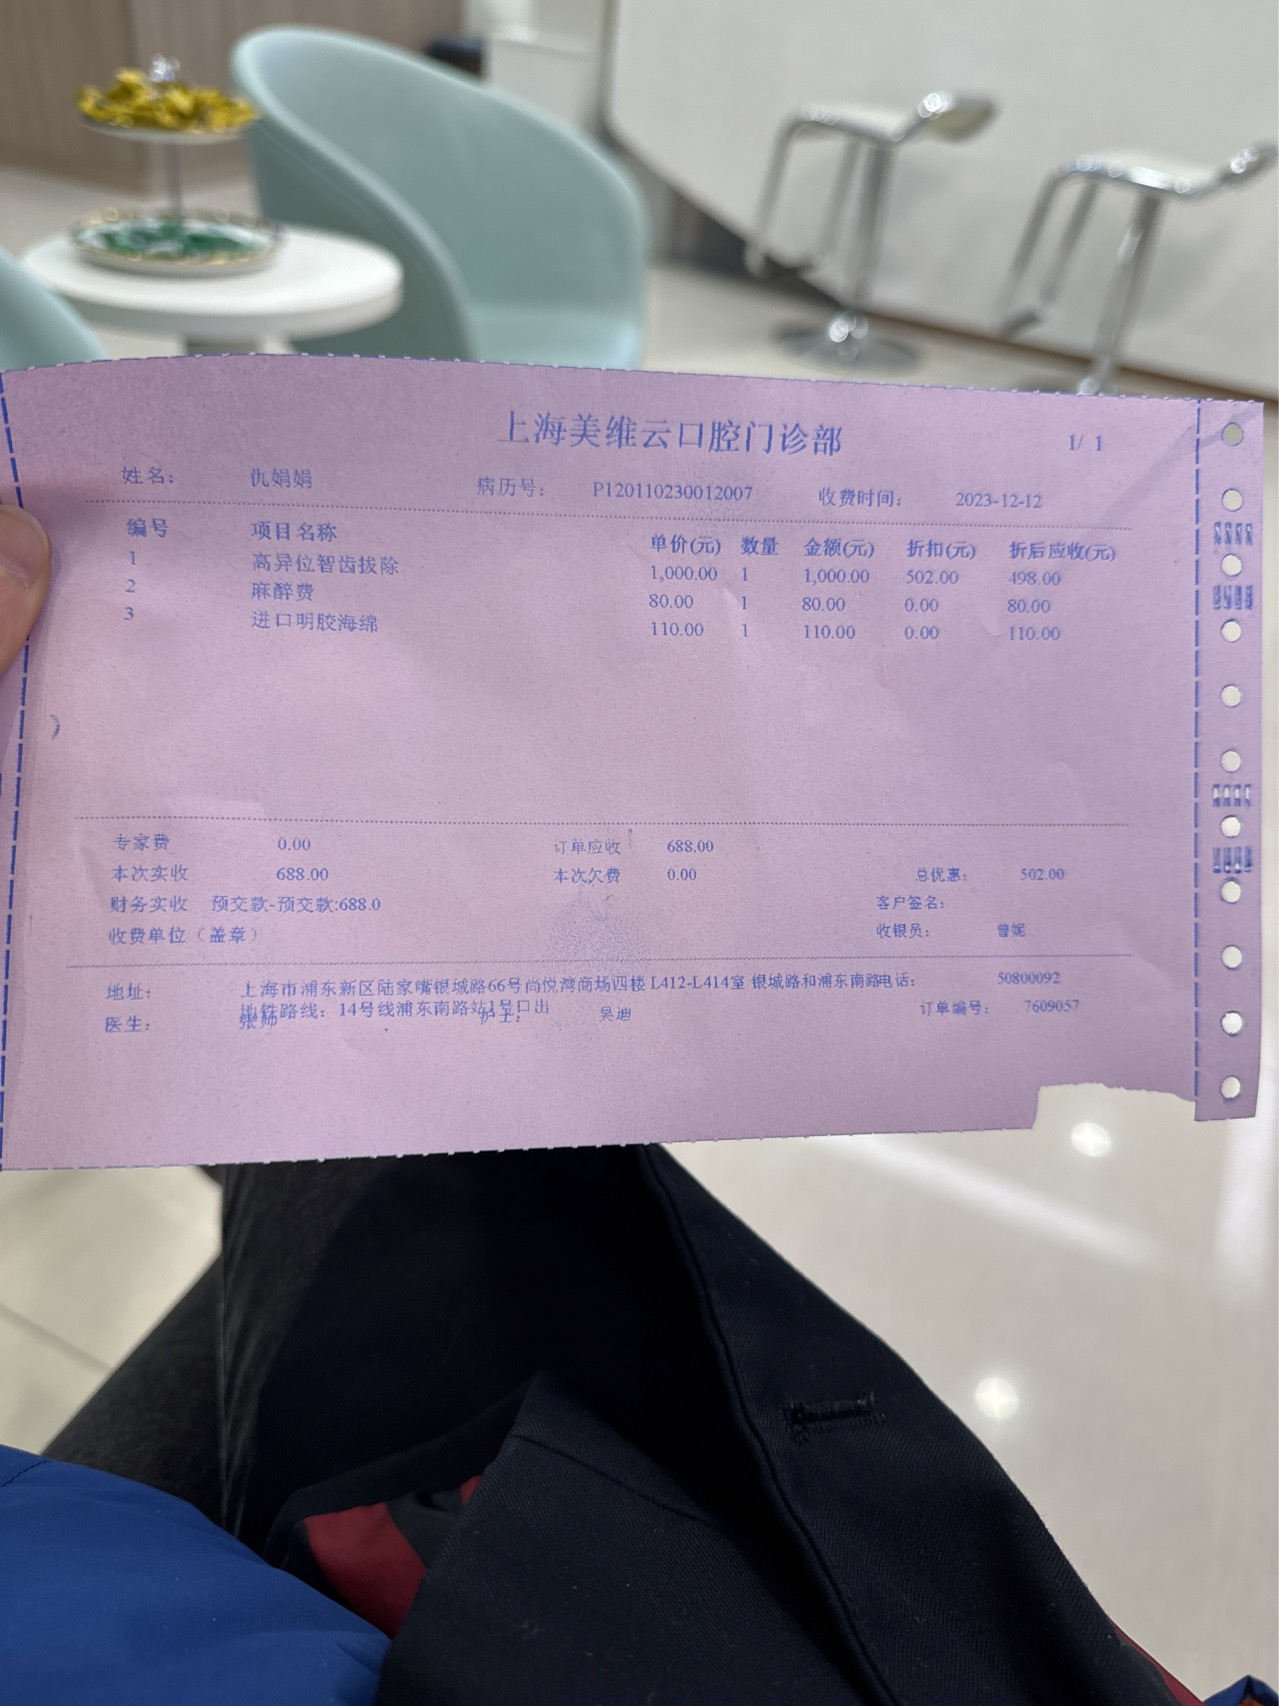 上海美维云口腔门诊部 1/ 1
姓名： 仇娟娟 病历号： P120110230012007 收费时间： 2023-12-12
编号 项目名称 单价(元) 数量 金额(元) 折扣(元) 折后应收(元)
1 高异位智齿拔除 1,000.00 1 1,000.00 502.00 498.00
2 麻醉费 80.00 1 80.00 0.00 80.00
3 进口明胶海绵 110.00 1 110.00 0.00 110.00
专家费 0.00 订单应收 688.00
本次实收 688.00 本次欠费 0.00 总优惠： 502.00
财务实收 预交款-预交款:688.0 客户签名：
收费单位（盖章） 收银员： 曾妮
地址： 上海市浦东新区陆家嘴银城路66号尚悦湾商场四楼 L412-L414室 银城路和浦东南路 电话： 50800092
地铁路线：14号线浦东南路站1号口出
医生： 张帅 护士： 吴迪 订单编号： 7609057